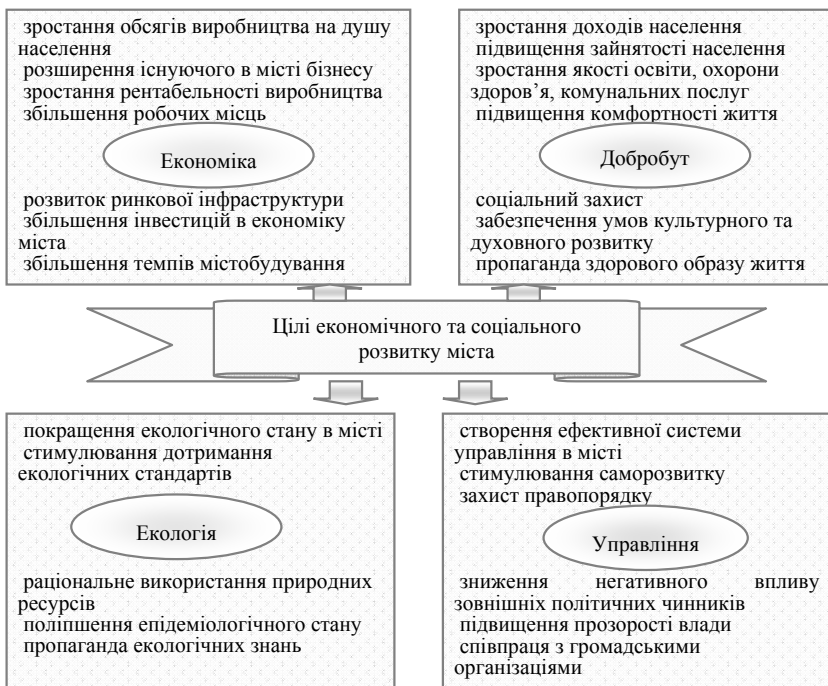 зростання обсягів виробництва на душу
населення
розширення існуючого в місті бізнесу
зростання рентабельності виробництва
збільшення робочих місць
Економіка
розвиток ринкової інфраструктури
збільшення інвестицій в економіку
міста
збільшення темпів містобудування
зростання доходів населення
підвищення зайнятості населення
зростання якості освіти, охорони
здоров’я, комунальних послуг
підвищення комфортності життя
Добробут
соціальний захист
забезпечення умов культурного та
духовного розвитку
пропаганда здорового образу життя
Цілі економічного та соціального
розвитку міста
покращення екологічного стану в місті
стимулювання дотримання
екологічних стандартів
Екологія
раціональне використання природних
ресурсів
поліпшення епідеміологічного стану
пропаганда екологічних знань
створення ефективної системи
управління в місті
стимулювання саморозвитку
захист правопорядку
Управління
зниження негативного впливу
зовнішніх політичних чинників
підвищення прозорості влади
співпраця з громадськими
організаціями